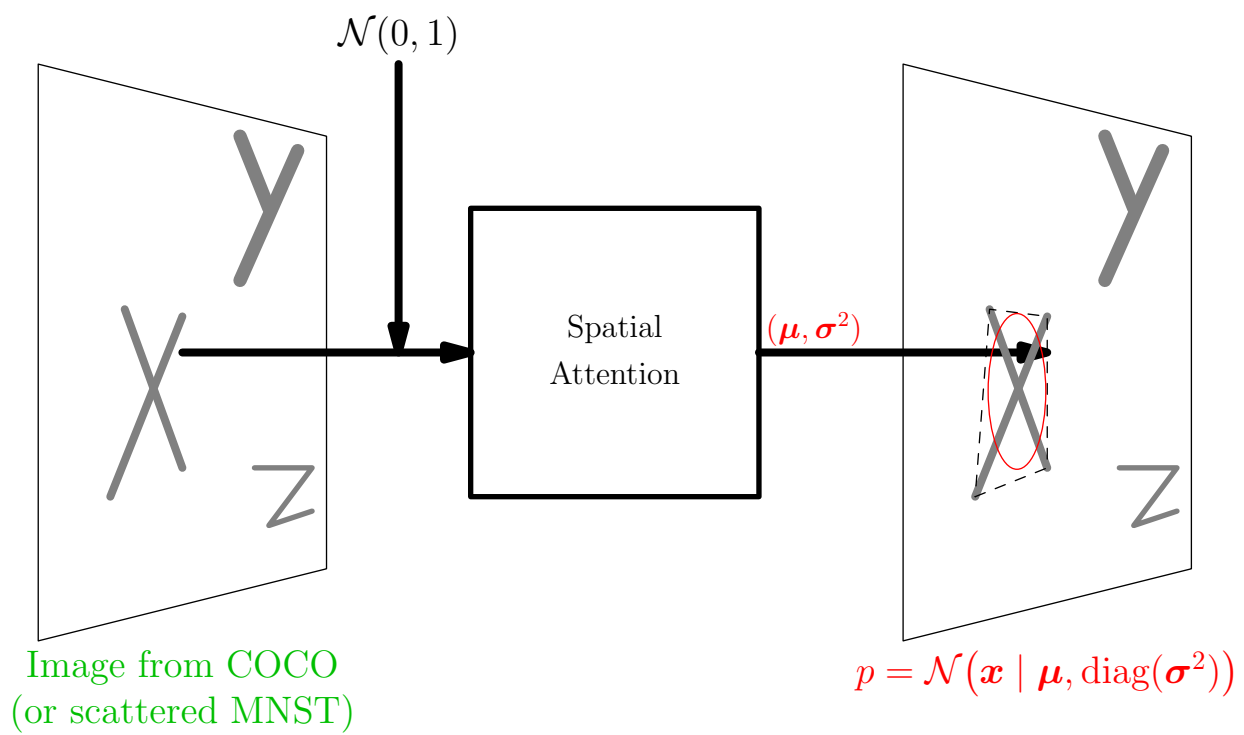 𝒩(0, 1)
y
x
z
Spatial
Attention
(μ, σ²)
y
x
z
Image from COCO
(or scattered MNST)
p = 𝒩(x | μ, diag(σ²))